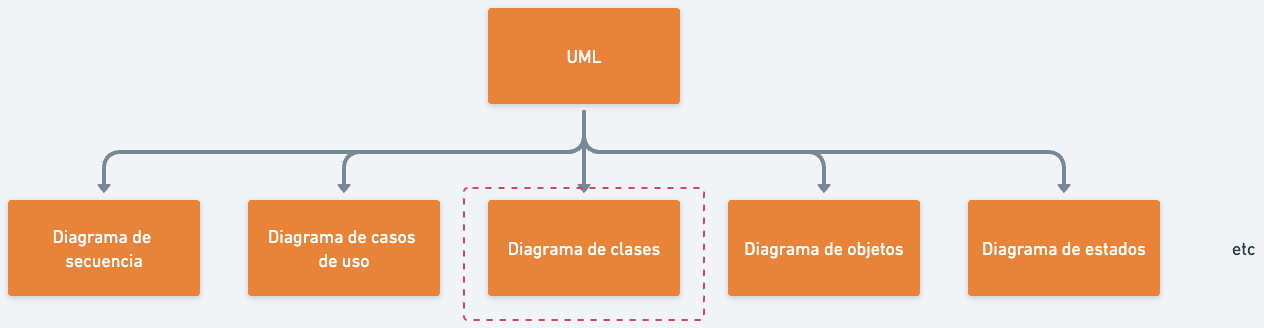 UML
Diagrama de
secuencia
Diagrama de casos
de uso
Diagrama de clases
Diagrama de objetos
Diagrama de estados
etc